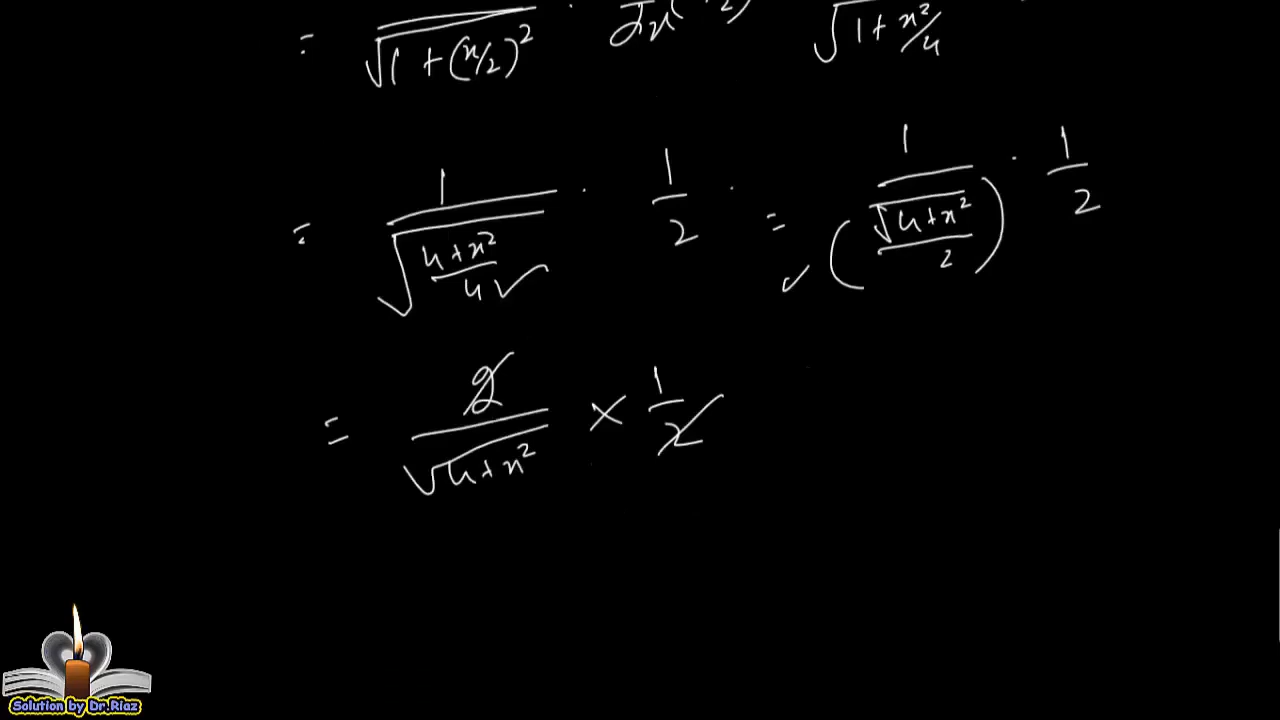 = 1/√(1 + (x/2)²) · d/dx(x/2) √(1 + x²/4)
= 1/√((4+x²)/4) · 1/2 · = 1/(√(4+x²)/2) · 1/2
= 2/√(4+x²) × 1/2
Solution by Dr.Riaz